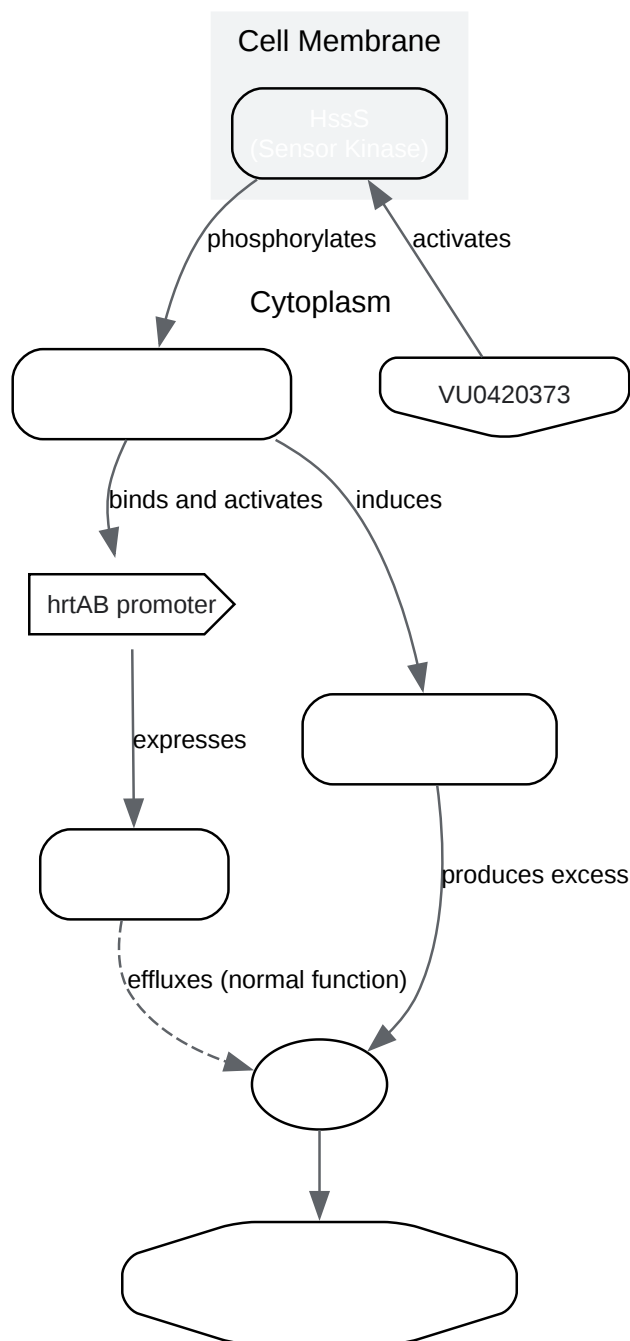 Cell Membrane
HssS
(Sensor Kinase)
phosphorylates
activates
Cytoplasm
VU0420373
binds and activates
induces
hrtAB promoter
expresses
produces excess
effluxes (normal function)